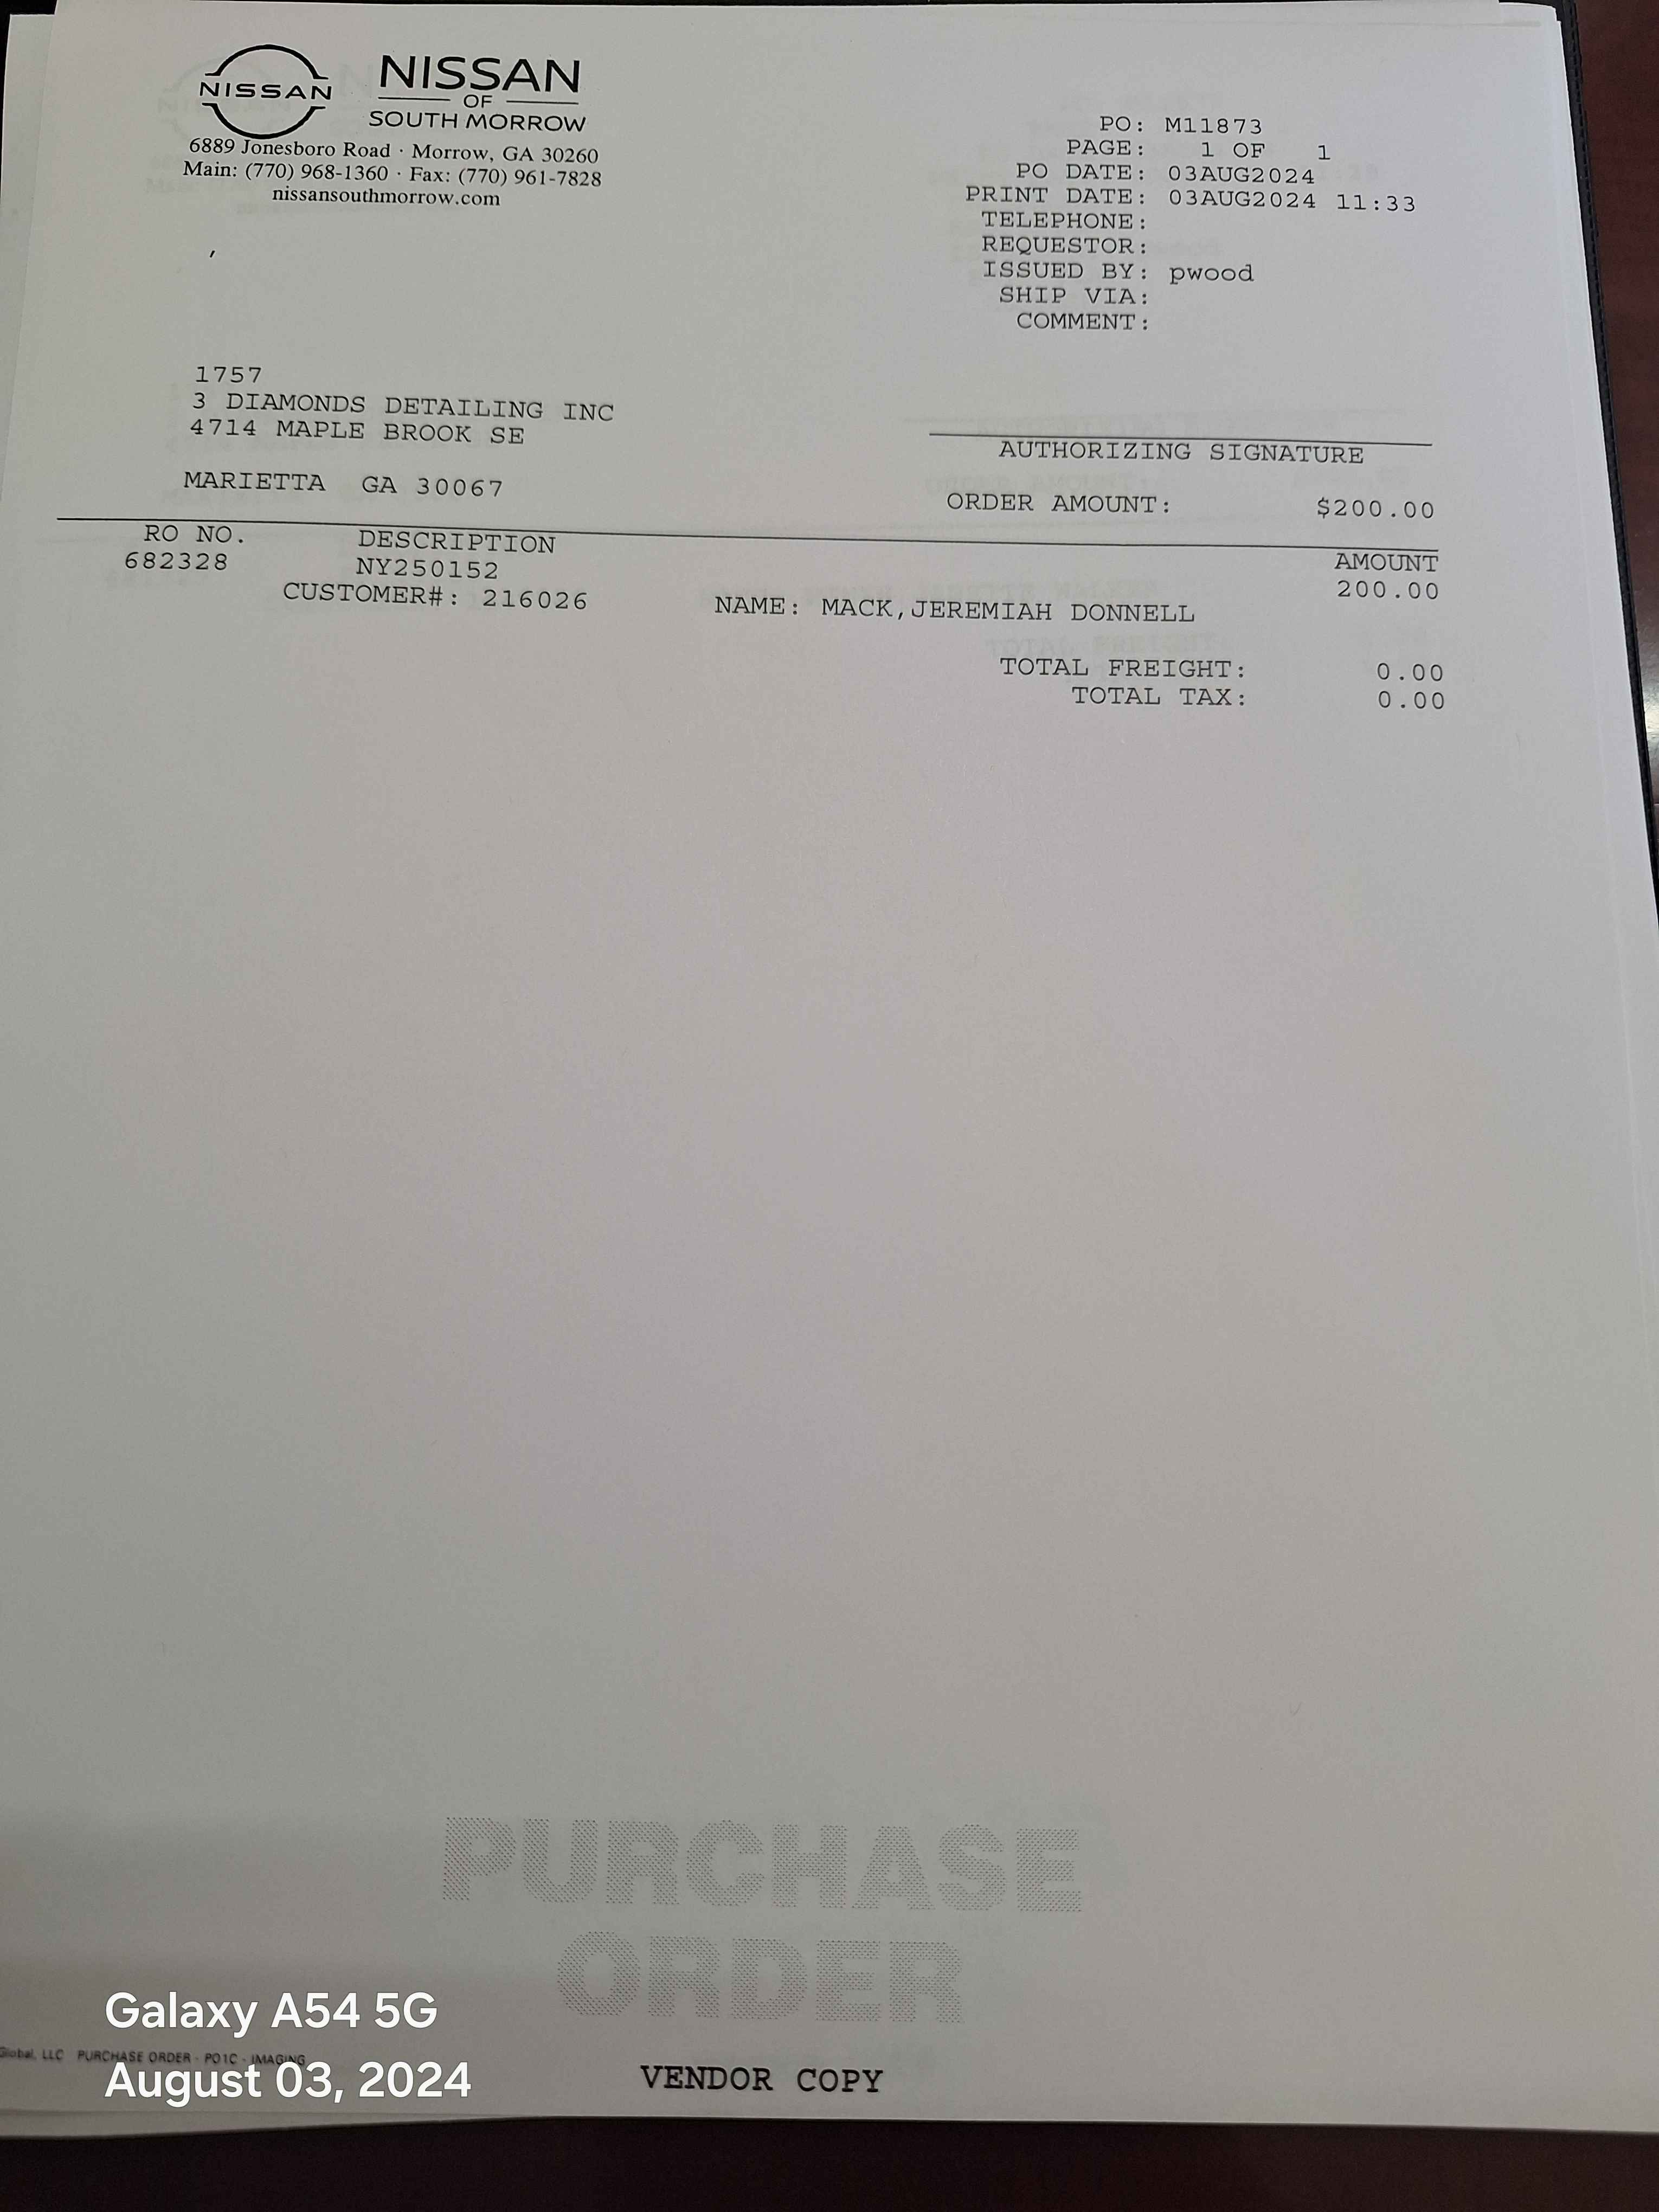 NISSAN
NISSAN
OF
SOUTH MORROW
6889 Jonesboro Road · Morrow, GA 30260
Main: (770) 968-1360 · Fax: (770) 961-7828
nissansouthmorrow.com
PO: M11873
PAGE: 1 OF 1
PO DATE: 03AUG2024
PRINT DATE: 03AUG2024 11:33
TELEPHONE:
REQUESTOR:
ISSUED BY: pwood
SHIP VIA:
COMMENT:
1757
3 DIAMONDS DETAILING INC
4714 MAPLE BROOK SE
MARIETTA GA 30067
AUTHORIZING SIGNATURE
ORDER AMOUNT: $200.00
RO NO. DESCRIPTION AMOUNT
682328 NY250152 200.00
CUSTOMER#: 216026 NAME: MACK,JEREMIAH DONNELL
TOTAL FREIGHT: 0.00
TOTAL TAX: 0.00
PURCHASE
ORDER
Galaxy A54 5G
Global, LLC PURCHASE ORDER - PO1C - IMAGING
August 03, 2024
VENDOR COPY